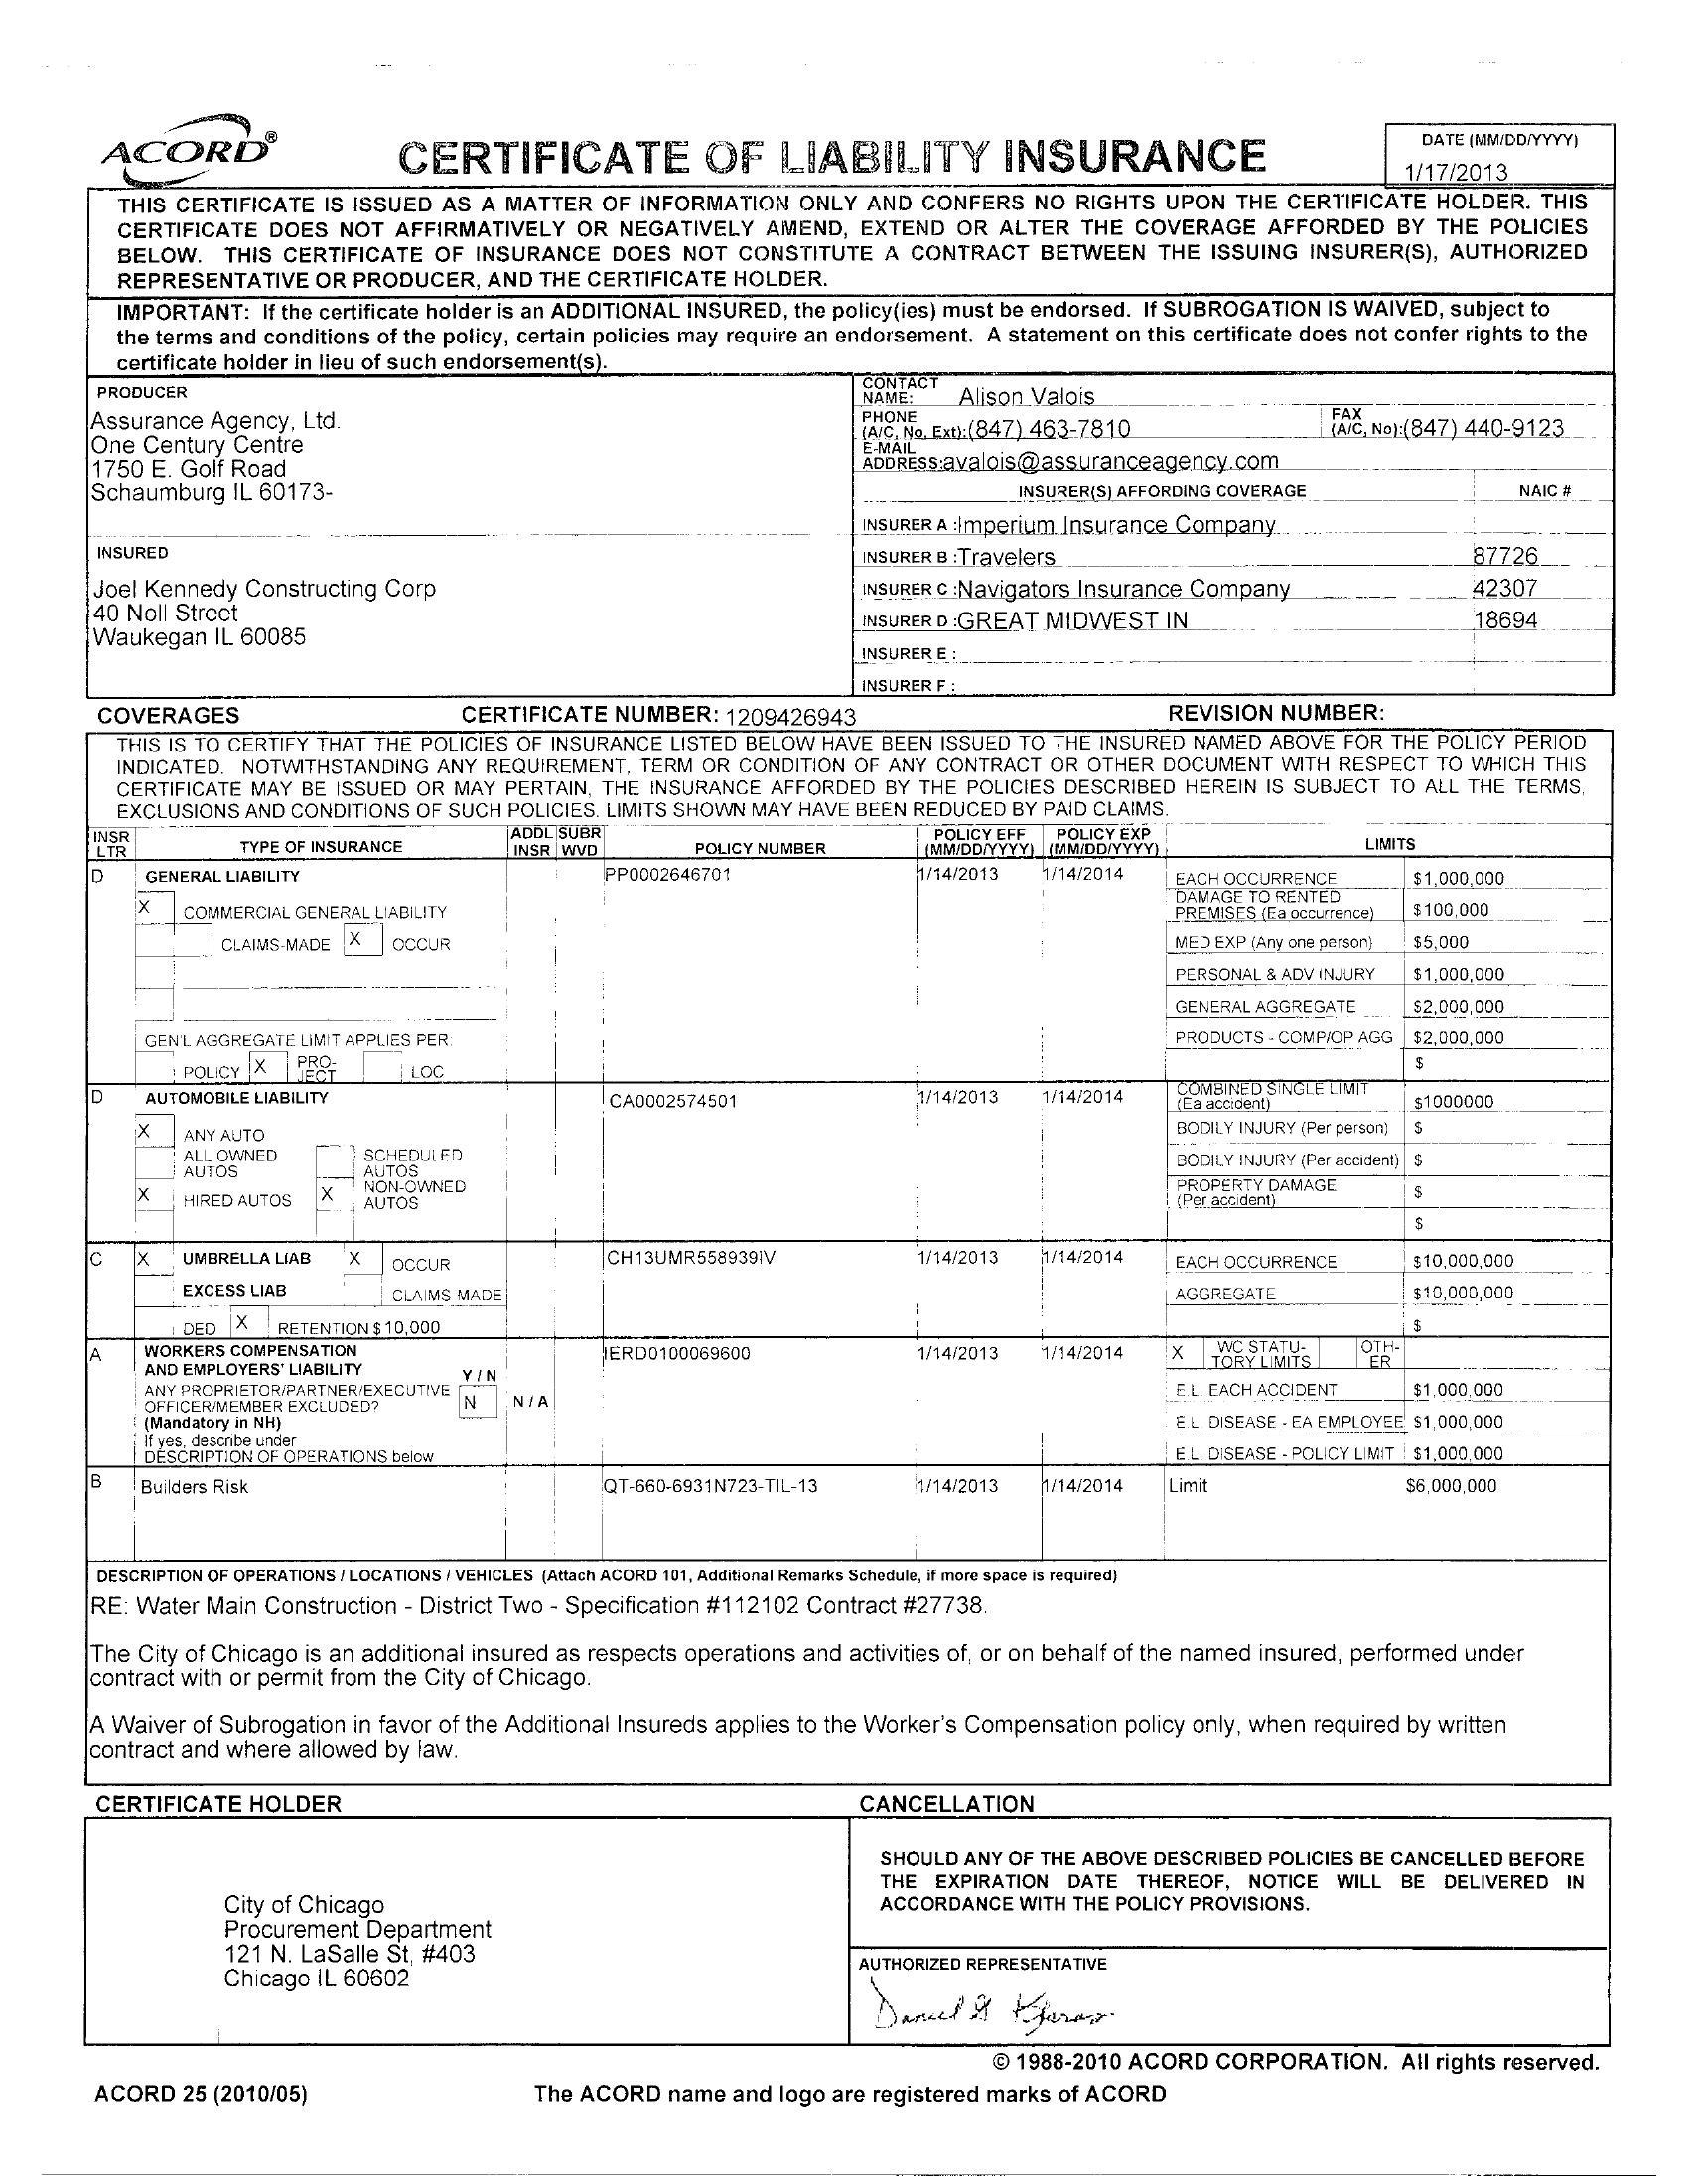 ACORD®
CERTIFICATE OF LIABILITY INSURANCE
DATE (MM/DD/YYYY)
1/17/2013
THIS CERTIFICATE IS ISSUED AS A MATTER OF INFORMATION ONLY AND CONFERS NO RIGHTS UPON THE CERTIFICATE HOLDER. THIS
CERTIFICATE DOES NOT AFFIRMATIVELY OR NEGATIVELY AMEND, EXTEND OR ALTER THE COVERAGE AFFORDED BY THE POLICIES
BELOW. THIS CERTIFICATE OF INSURANCE DOES NOT CONSTITUTE A CONTRACT BETWEEN THE ISSUING INSURER(S), AUTHORIZED
REPRESENTATIVE OR PRODUCER, AND THE CERTIFICATE HOLDER.
IMPORTANT: If the certificate holder is an ADDITIONAL INSURED, the policy(ies) must be endorsed. If SUBROGATION IS WAIVED, subject to
the terms and conditions of the policy, certain policies may require an endorsement. A statement on this certificate does not confer rights to the
certificate holder in lieu of such endorsement(s).
PRODUCER
Assurance Agency, Ltd.
One Century Centre
1750 E. Golf Road
Schaumburg IL 60173-
CONTACT NAME: Alison Valois
PHONE (A/C, No, Ext):(847) 463-7810 FAX (A/C, No):(847) 440-9123
E-MAIL ADDRESS:avalois@assuranceagency.com
INSURER(S) AFFORDING COVERAGE NAIC #
INSURER A :Imperium Insurance Company
INSURED
Joel Kennedy Constructing Corp
40 Noll Street
Waukegan IL 60085
INSURER B :Travelers 87726
INSURER C :Navigators Insurance Company 42307
INSURER D :GREAT MIDWEST IN 18694
INSURER E :
INSURER F :
COVERAGES CERTIFICATE NUMBER: 1209426943 REVISION NUMBER:
THIS IS TO CERTIFY THAT THE POLICIES OF INSURANCE LISTED BELOW HAVE BEEN ISSUED TO THE INSURED NAMED ABOVE FOR THE POLICY PERIOD
INDICATED. NOTWITHSTANDING ANY REQUIREMENT, TERM OR CONDITION OF ANY CONTRACT OR OTHER DOCUMENT WITH RESPECT TO WHICH THIS
CERTIFICATE MAY BE ISSUED OR MAY PERTAIN, THE INSURANCE AFFORDED BY THE POLICIES DESCRIBED HEREIN IS SUBJECT TO ALL THE TERMS,
EXCLUSIONS AND CONDITIONS OF SUCH POLICIES. LIMITS SHOWN MAY HAVE BEEN REDUCED BY PAID CLAIMS.
INSR LTR TYPE OF INSURANCE ADDL INSR SUBR WVD POLICY NUMBER POLICY EFF (MM/DD/YYYY) POLICY EXP (MM/DD/YYYY) LIMITS
D GENERAL LIABILITY PP0002646701 1/14/2013 1/14/2014 EACH OCCURRENCE $1,000,000
X COMMERCIAL GENERAL LIABILITY DAMAGE TO RENTED PREMISES (Ea occurrence) $100,000
CLAIMS-MADE X OCCUR MED EXP (Any one person) $5,000
PERSONAL & ADV INJURY $1,000,000
GENERAL AGGREGATE $2,000,000
GEN'L AGGREGATE LIMIT APPLIES PER: PRODUCTS - COMP/OP AGG $2,000,000
POLICY X PRO-JECT LOC $
D AUTOMOBILE LIABILITY CA0002574501 1/14/2013 1/14/2014 COMBINED SINGLE LIMIT (Ea accident) $1000000
X ANY AUTO BODILY INJURY (Per person) $
ALL OWNED AUTOS SCHEDULED AUTOS BODILY INJURY (Per accident) $
X HIRED AUTOS X NON-OWNED AUTOS PROPERTY DAMAGE (Per accident) $
$
C X UMBRELLA LIAB X OCCUR CH13UMR558939IV 1/14/2013 1/14/2014 EACH OCCURRENCE $10,000,000
EXCESS LIAB CLAIMS-MADE AGGREGATE $10,000,000
DED X RETENTION $10,000 $
A WORKERS COMPENSATION IERD0100069600 1/14/2013 1/14/2014 X WC STATU-TORY LIMITS OTH-ER
AND EMPLOYERS' LIABILITY Y / N
ANY PROPRIETOR/PARTNER/EXECUTIVE N N / A E.L. EACH ACCIDENT $1,000,000
OFFICER/MEMBER EXCLUDED?
(Mandatory in NH) E.L. DISEASE - EA EMPLOYEE $1,000,000
If yes, describe under
DESCRIPTION OF OPERATIONS below E.L. DISEASE - POLICY LIMIT $1,000,000
B Builders Risk QT-660-6931N723-TIL-13 1/14/2013 1/14/2014 Limit $6,000,000
DESCRIPTION OF OPERATIONS / LOCATIONS / VEHICLES (Attach ACORD 101, Additional Remarks Schedule, if more space is required)
RE: Water Main Construction - District Two - Specification #112102 Contract #27738.
The City of Chicago is an additional insured as respects operations and activities of, or on behalf of the named insured, performed under
contract with or permit from the City of Chicago.
A Waiver of Subrogation in favor of the Additional Insureds applies to the Worker's Compensation policy only, when required by written
contract and where allowed by law.
CERTIFICATE HOLDER
City of Chicago
Procurement Department
121 N. LaSalle St, #403
Chicago IL 60602
CANCELLATION
SHOULD ANY OF THE ABOVE DESCRIBED POLICIES BE CANCELLED BEFORE
THE EXPIRATION DATE THEREOF, NOTICE WILL BE DELIVERED IN
ACCORDANCE WITH THE POLICY PROVISIONS.
AUTHORIZED REPRESENTATIVE
Daniel
© 1988-2010 ACORD CORPORATION. All rights reserved.
ACORD 25 (2010/05) The ACORD name and logo are registered marks of ACORD